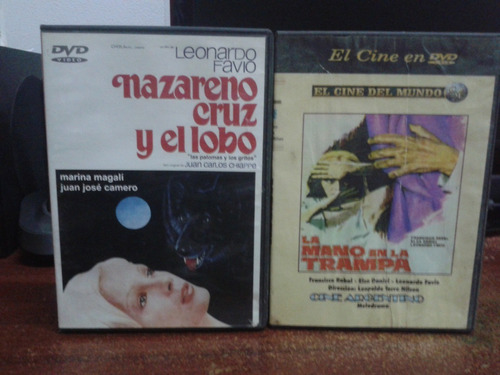 DVD
VIDEO
LEONARDO
FAVIO
nazareno
cruz
y el lobo
"las palomas y los gritos"
JUAN CARLOS CHIAPPE
marina magali
juan josé camero
El Cine en DVD
EL CINE DEL MUNDO
LA
MANO EN LA
TRAMPA
Francisco Rabal - Elsa Daniel - Leonardo Favio
Direccion: Leopoldo Torre Nilson
CINE ARGENTINO
Melodrama